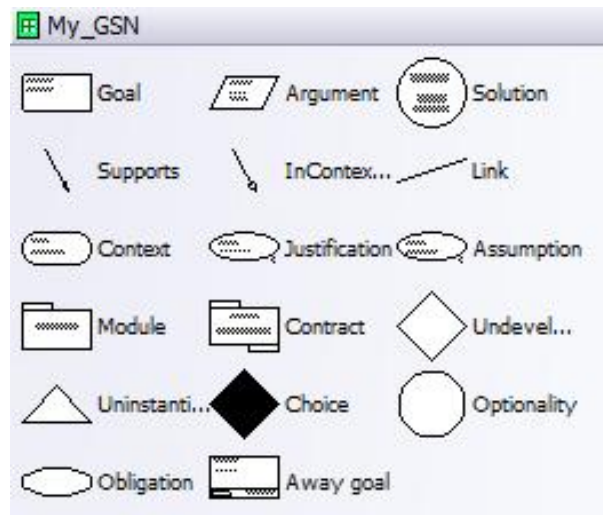 My_GSN
Goal Argument Solution
Supports InContex... Link
Context Justification Assumption
Module Contract Undevel...
Uninstanti... Choice Optionality
Obligation Away goal